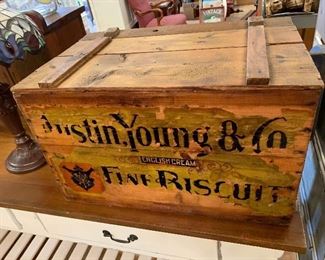 Austin, Young & Co
ENGLISH CREAM
FINE BISCUIT